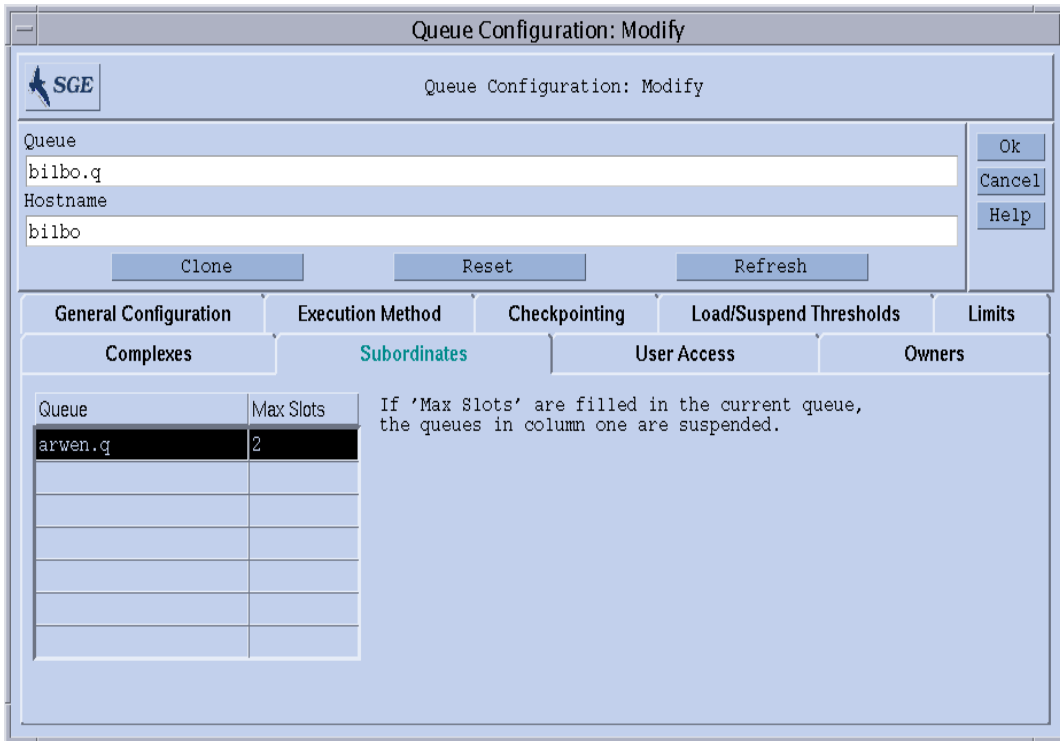 Queue Configuration: Modify
SGE
Queue Configuration: Modify
Queue
bilbo.q
Hostname
bilbo
Clone Reset Refresh
Ok
Cancel
Help
General Configuration Execution Method Checkpointing Load/Suspend Thresholds Limits
Complexes Subordinates User Access Owners
Queue Max Slots
arwen.q 2
If 'Max Slots' are filled in the current queue,
the queues in column one are suspended.